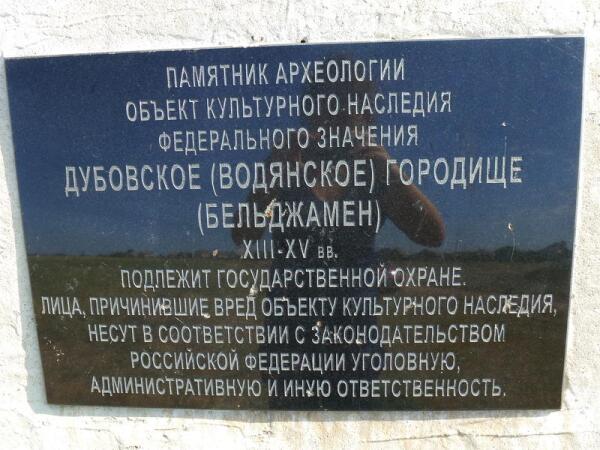 ПАМЯТНИК АРХЕОЛОГИИ
ОБЪЕКТ КУЛЬТУРНОГО НАСЛЕДИЯ
ФЕДЕРАЛЬНОГО ЗНАЧЕНИЯ
ДУБОВСКОЕ (ВОДЯНСКОЕ) ГОРОДИЩЕ
(БЕЛЬДЖАМЕН)
XIII-XV ВВ.
ПОДЛЕЖИТ ГОСУДАРСТВЕННОЙ ОХРАНЕ.
ЛИЦА, ПРИЧИНИВШИЕ ВРЕД ОБЪЕКТУ КУЛЬТУРНОГО НАСЛЕДИЯ,
НЕСУТ В СООТВЕТСТВИИ С ЗАКОНОДАТЕЛЬСТВОМ
РОССИЙСКОЙ ФЕДЕРАЦИИ УГОЛОВНУЮ,
АДМИНИСТРАТИВНУЮ И ИНУЮ ОТВЕТСТВЕННОСТЬ.